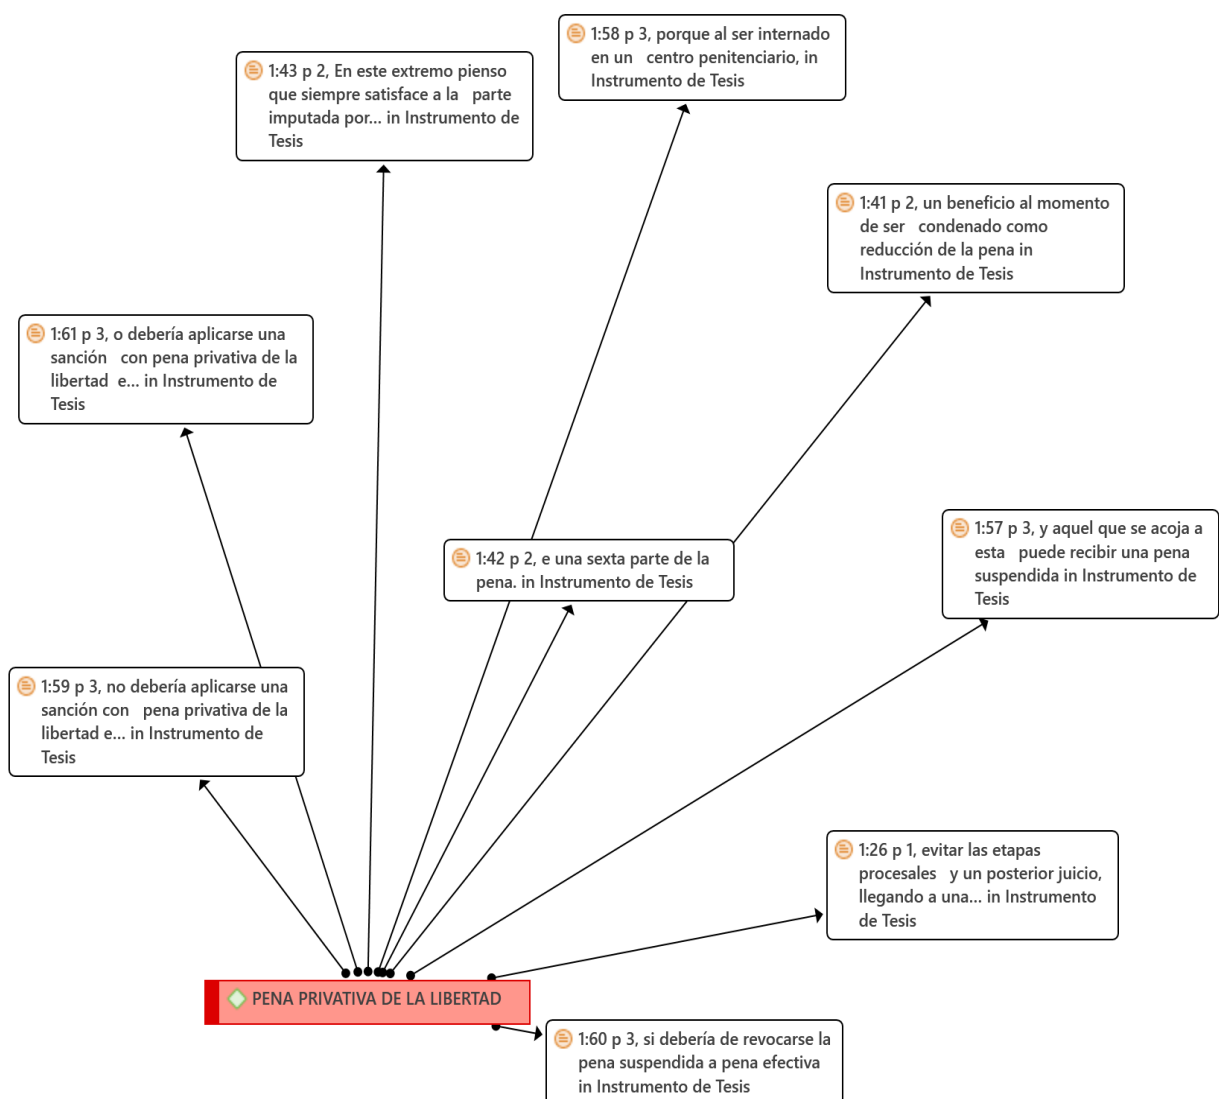 1:58 p 3, porque al ser internado
en un centro penitenciario, in
Instrumento de Tesis
1:43 p 2, En este extremo pienso
que siempre satisface a la parte
imputada por... in Instrumento de
Tesis
1:41 p 2, un beneficio al momento
de ser condenado como
reducción de la pena in
Instrumento de Tesis
1:61 p 3, o debería aplicarse una
sanción con pena privativa de la
libertad e... in Instrumento de
Tesis
1:57 p 3, y aquel que se acoja a
esta puede recibir una pena
suspendida in Instrumento de
Tesis
1:42 p 2, e una sexta parte de la
pena. in Instrumento de Tesis
1:59 p 3, no debería aplicarse una
sanción con pena privativa de la
libertad e... in Instrumento de
Tesis
1:26 p 1, evitar las etapas
procesales y un posterior juicio,
llegando a una... in Instrumento
de Tesis
PENA PRIVATIVA DE LA LIBERTAD
1:60 p 3, si debería de revocarse la
pena suspendida a pena efectiva
in Instrumento de Tesis